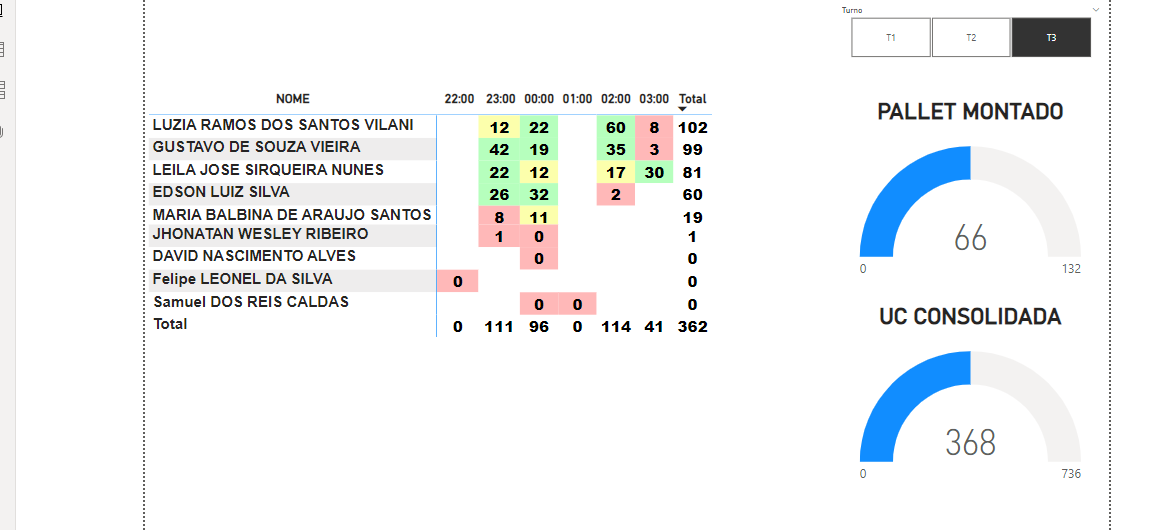 Turno
T1 T2 T3
NOME 22:00 23:00 00:00 01:00 02:00 03:00 Total
LUZIA RAMOS DOS SANTOS VILANI 12 22 60 8 102
GUSTAVO DE SOUZA VIEIRA 42 19 35 3 99
LEILA JOSE SIRQUEIRA NUNES 22 12 17 30 81
EDSON LUIZ SILVA 26 32 2 60
MARIA BALBINA DE ARAUJO SANTOS 8 11 19
JHONATAN WESLEY RIBEIRO 1 0 1
DAVID NASCIMENTO ALVES 0 0
Felipe LEONEL DA SILVA 0 0
Samuel DOS REIS CALDAS 0 0 0
Total 0 111 96 0 114 41 362
PALLET MONTADO
66
0 132
UC CONSOLIDADA
368
0 736